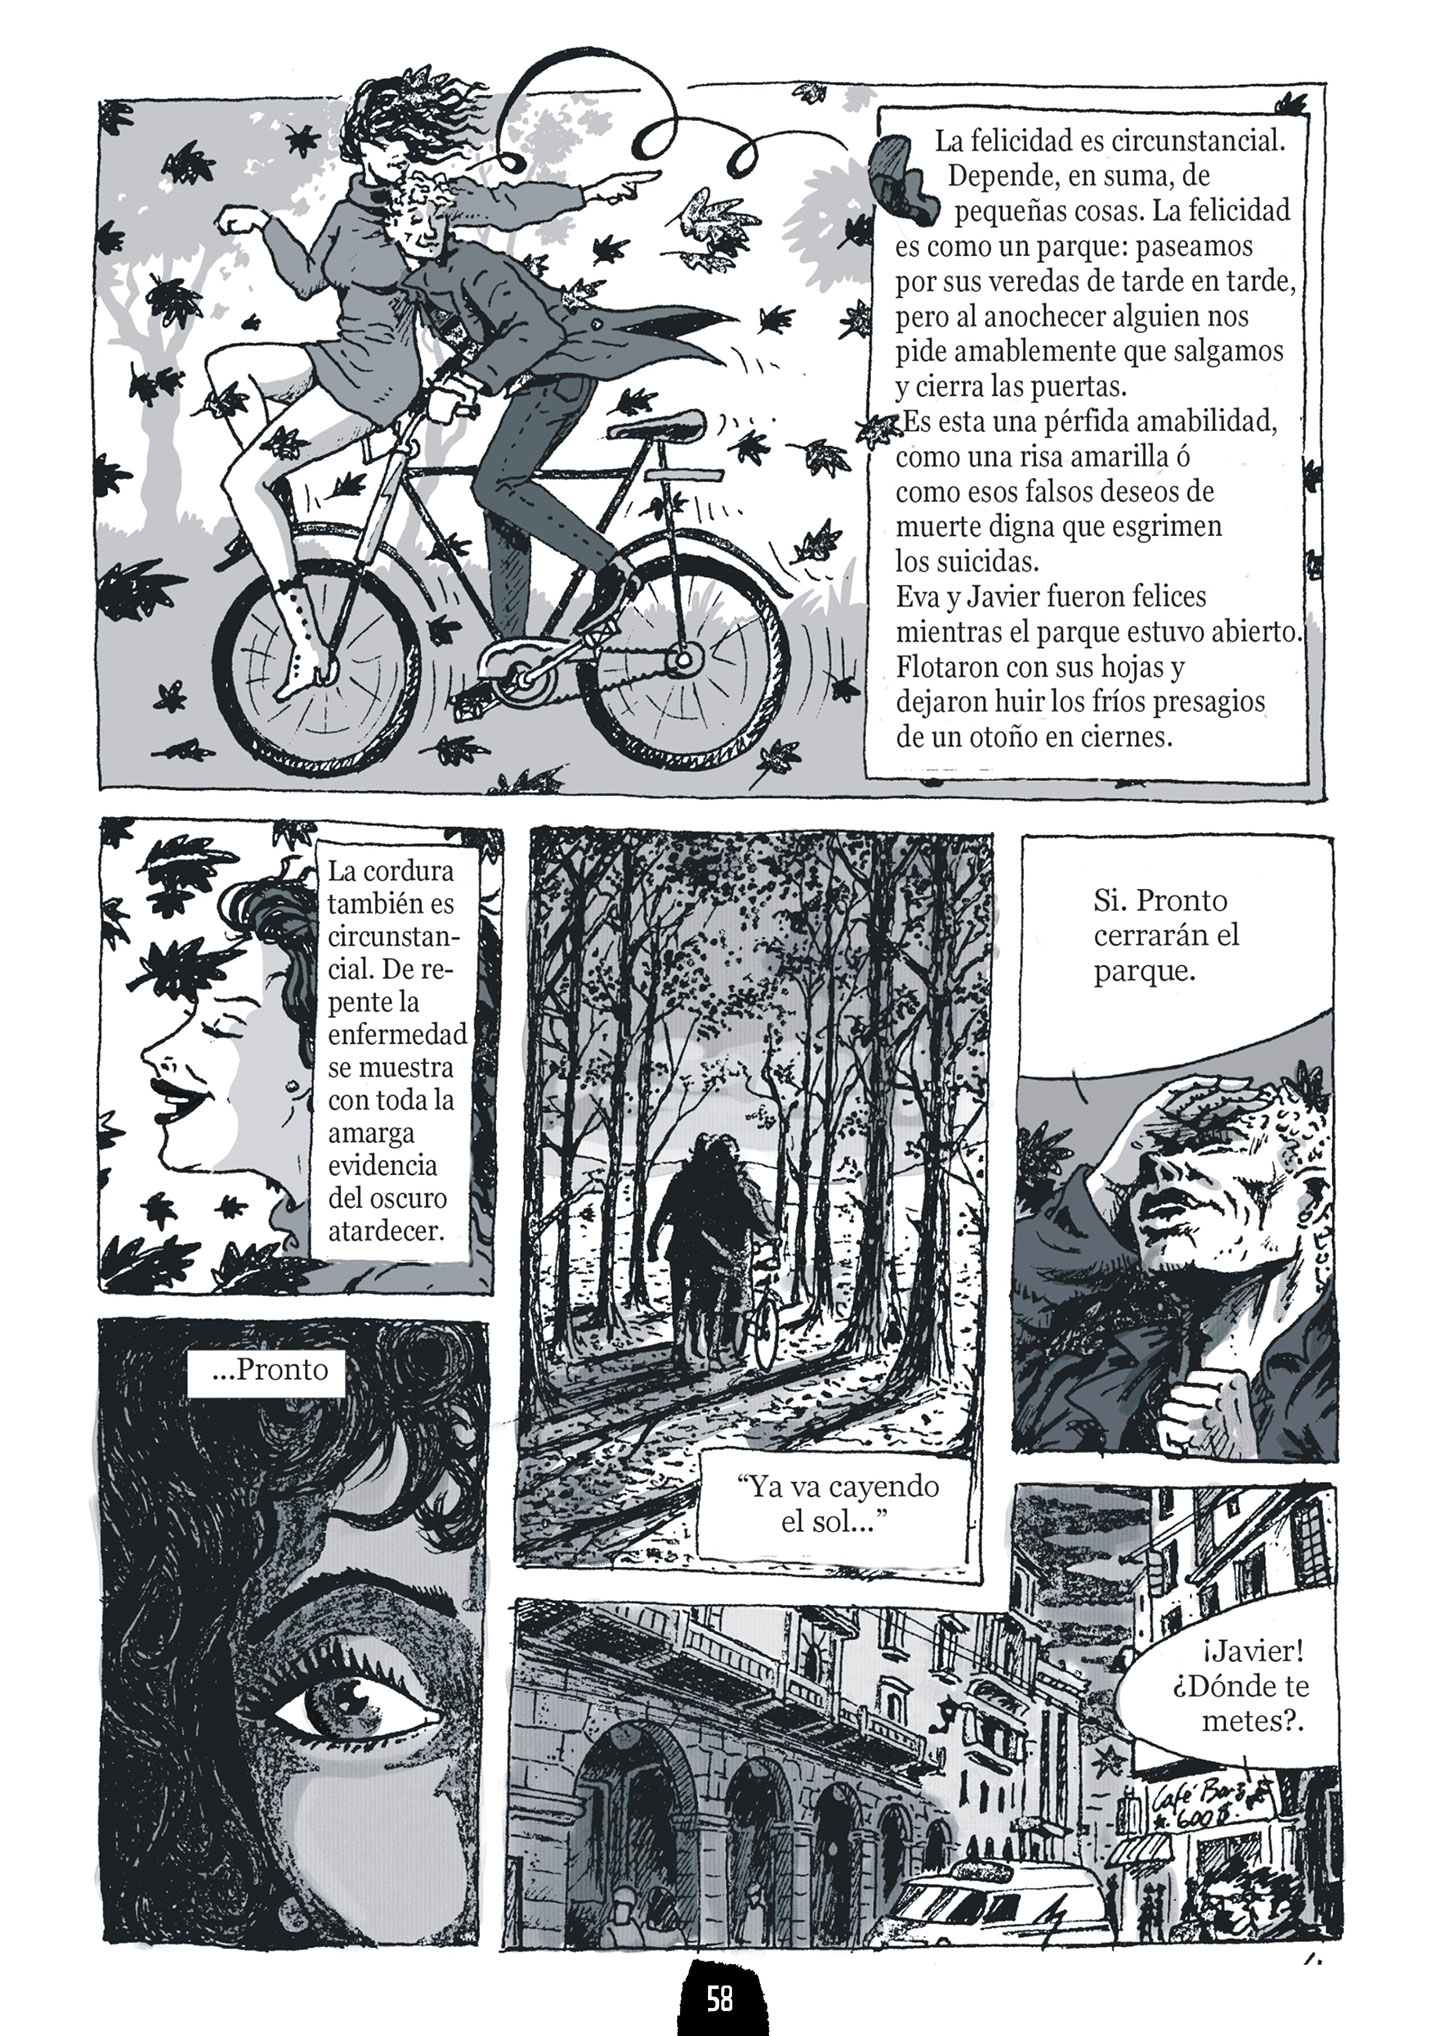 La felicidad es circunstancial.
Depende, en suma, de
pequeñas cosas. La felicidad
es como un parque: paseamos
por sus veredas de tarde en tarde,
pero al anochecer alguien nos
pide amablemente que salgamos
y cierra las puertas.
Es esta una pérfida amabilidad,
como una risa amarilla ó
como esos falsos deseos de
muerte digna que esgrimen
los suicidas.
Eva y Javier fueron felices
mientras el parque estuvo abierto.
Flotaron con sus hojas y
dejaron huir los fríos presagios
de un otoño en ciernes.
La cordura
también es
circunstan-
cial. De re-
pente la
enfermedad
se muestra
con toda la
amarga
evidencia
del oscuro
atardecer.
"Ya va cayendo
el sol..."
Si. Pronto
cerrarán el
parque.
...Pronto
¡Javier!
¿Dónde te
metes?.
Café
58